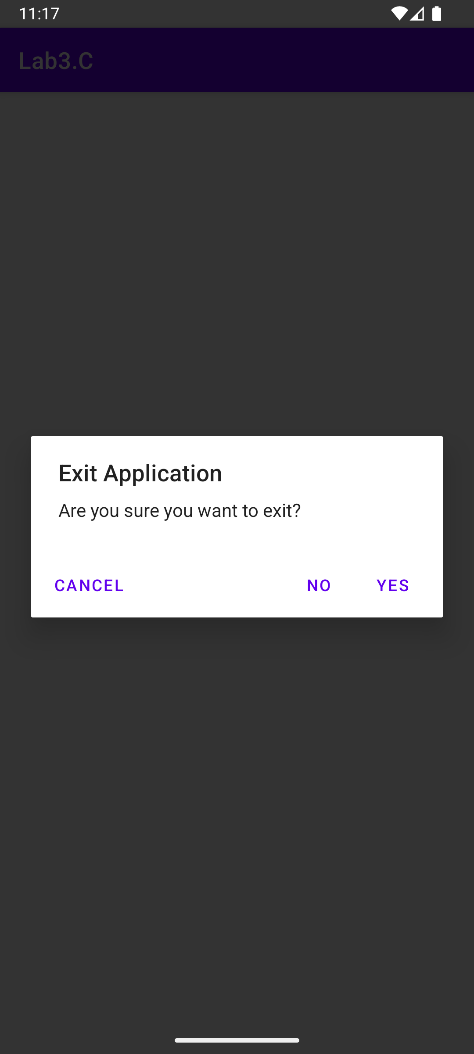 11:17
Lab3.C
Exit Application
Are you sure you want to exit?
CANCEL NO YES